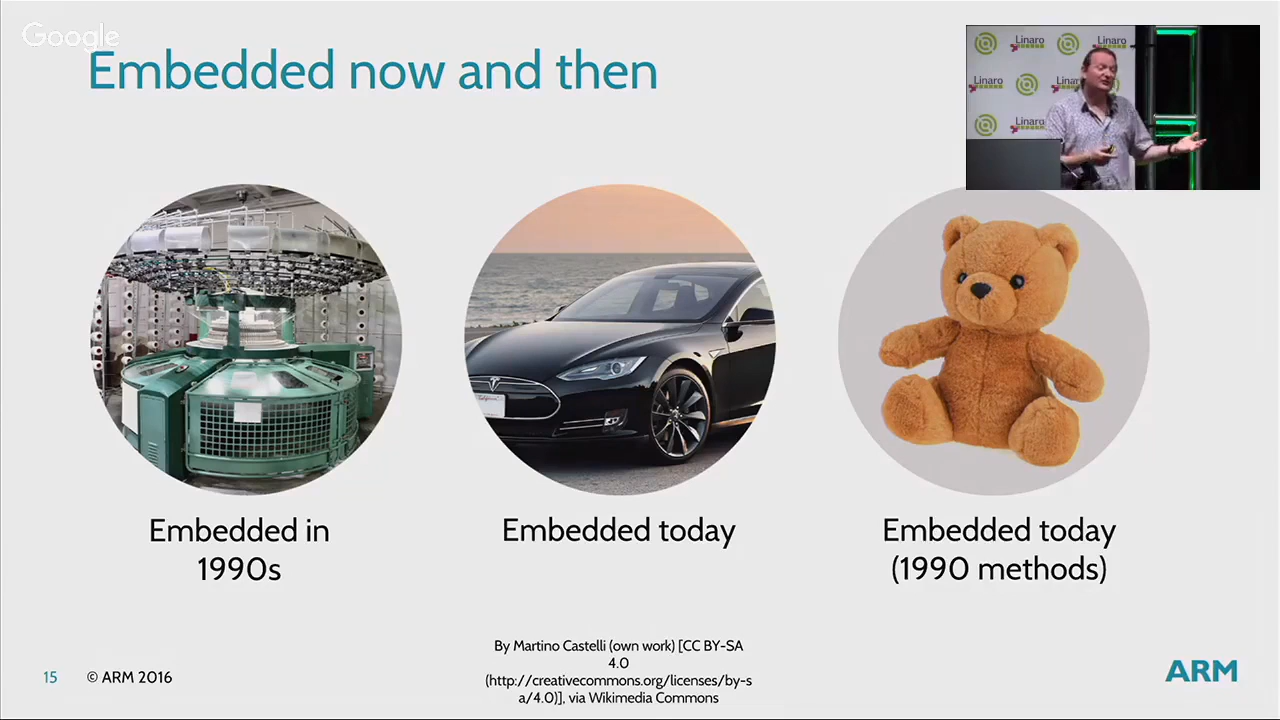 Google
Embedded now and then
Linaro
Linaro
Linaro
Linaro
Linaro
Embedded in
1990s
Embedded today
Embedded today
(1990 methods)
By Martino Castelli (own work) [CC BY-SA
4.0
(http://creativecommons.org/licenses/by-s
a/4.0)], via Wikimedia Commons
15
© ARM 2016
ARM